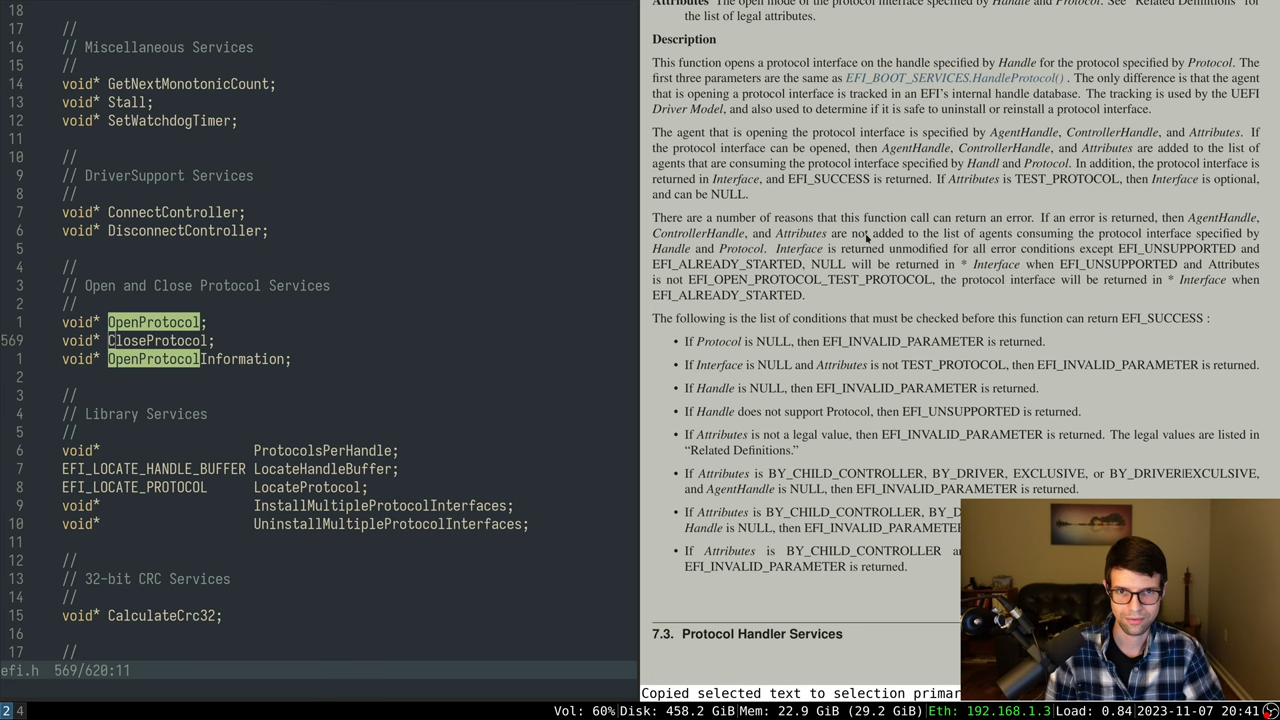 18
17 //
16 // Miscellaneous Services
15 //
14 void* GetNextMonotonicCount;
13 void* Stall;
12 void* SetWatchdogTimer;
11
10 //
9 // DriverSupport Services
8 //
7 void* ConnectController;
6 void* DisconnectController;
5
4 //
3 // Open and Close Protocol Services
2 //
1 void* OpenProtocol;
569 void* CloseProtocol;
1 void* OpenProtocolInformation;
2
3 //
4 // Library Services
5 //
6 void* ProtocolsPerHandle;
7 EFI_LOCATE_HANDLE_BUFFER LocateHandleBuffer;
8 EFI_LOCATE_PROTOCOL LocateProtocol;
9 void* InstallMultipleProtocolInterfaces;
10 void* UninstallMultipleProtocolInterfaces;
11
12 //
13 // 32-bit CRC Services
14 //
15 void* CalculateCrc32;
16
17 //
efi.h 569/620:11
Attributes The open mode of the protocol interface specified by Handle and Protocol. See "Related Definitions" for
the list of legal attributes.
Description
This function opens a protocol interface on the handle specified by Handle for the protocol specified by Protocol. The
first three parameters are the same as EFI_BOOT_SERVICES.HandleProtocol() . The only difference is that the agent
that is opening a protocol interface is tracked in an EFI's internal handle database. The tracking is used by the UEFI
Driver Model, and also used to determine if it is safe to uninstall or reinstall a protocol interface.
The agent that is opening the protocol interface is specified by AgentHandle, ControllerHandle, and Attributes. If
the protocol interface can be opened, then AgentHandle, ControllerHandle, and Attributes are added to the list of
agents that are consuming the protocol interface specified by Handl and Protocol. In addition, the protocol interface is
returned in Interface, and EFI_SUCCESS is returned. If Attributes is TEST_PROTOCOL, then Interface is optional,
and can be NULL.
There are a number of reasons that this function call can return an error. If an error is returned, then AgentHandle,
ControllerHandle, and Attributes are not added to the list of agents consuming the protocol interface specified by
Handle and Protocol. Interface is returned unmodified for all error conditions except EFI_UNSUPPORTED and
EFI_ALREADY_STARTED, NULL will be returned in * Interface when EFI_UNSUPPORTED and Attributes
is not EFI_OPEN_PROTOCOL_TEST_PROTOCOL, the protocol interface will be returned in * Interface when
EFI_ALREADY_STARTED.
The following is the list of conditions that must be checked before this function can return EFI_SUCCESS :
• If Protocol is NULL, then EFI_INVALID_PARAMETER is returned.
• If Interface is NULL and Attributes is not TEST_PROTOCOL, then EFI_INVALID_PARAMETER is returned.
• If Handle is NULL, then EFI_INVALID_PARAMETER is returned.
• If Handle does not support Protocol, then EFI_UNSUPPORTED is returned.
• If Attributes is not a legal value, then EFI_INVALID_PARAMETER is returned. The legal values are listed in
"Related Definitions."
• If Attributes is BY_CHILD_CONTROLLER, BY_DRIVER, EXCLUSIVE, or BY_DRIVER|EXCULSIVE,
and AgentHandle is NULL, then EFI_INVALID_PARAMETER is returned.
• If Attributes is BY_CHILD_CONTROLLER, BY_D
Handle is NULL, then EFI_INVALID_PARAMETE
• If Attributes is BY_CHILD_CONTROLLER
EFI_INVALID_PARAMETER is returned.
7.3. Protocol Handler Services
Copied selected text to selection primar
2 4 Vol: 60%|Disk: 458.2 GiB|Mem: 22.9 GiB (29.2 GiB)|Eth: 192.168.1.3|Load: 0.84|2023-11-07 20:41